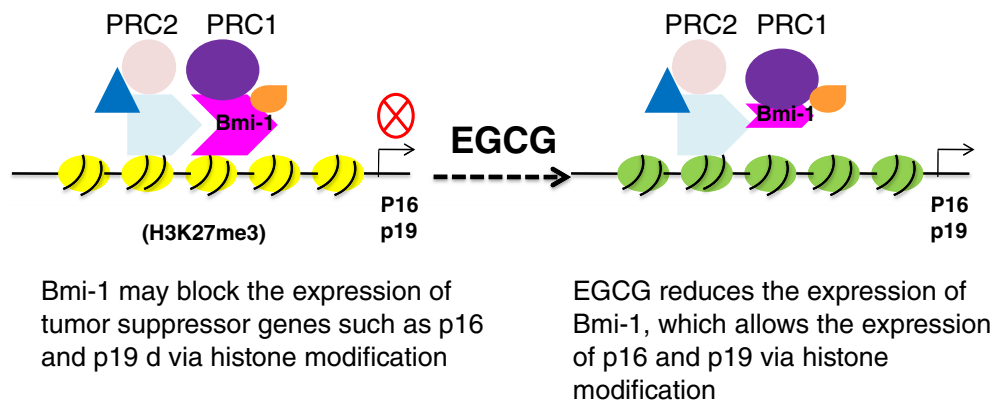 PRC2 PRC1
Bmi-1
(H3K27me3)
P16
p19
Bmi-1 may block the expression of
tumor suppressor genes such as p16
and p19 d via histone modification
EGCG
PRC2 PRC1
Bmi-1
P16
p19
EGCG reduces the expression of
Bmi-1, which allows the expression
of p16 and p19 via histone
modification